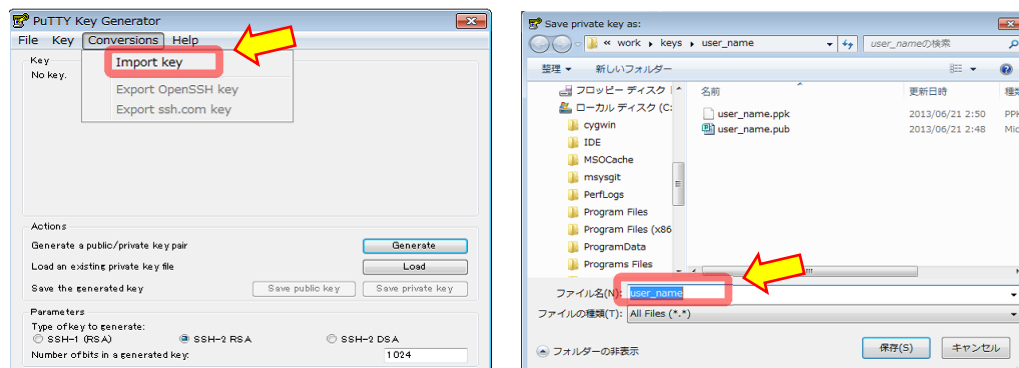 PuTTY Key Generator
File Key Conversions Help
Import key
Export OpenSSH key
Export ssh.com key
Key
No key.
Actions
Generate a public/private key pair
Generate
Load an existing private key file
Load
Save the generated key
Save public key
Save private key
Parameters
Type of key to generate:
SSH-1 (RSA)
SSH-2 RSA
SSH-2 DSA
Number of bits in a generated key:
1024
Save private key as:
« work ▸ keys ▸ user_name
user_nameの検索
整理
新しいフォルダー
フロッピー ディスク
ローカル ディスク (C:
cygwin
IDE
MSOCache
msysgit
PerfLogs
Program Files
Program Files (x86
ProgramData
Programs Files
名前
更新日時
種類
user_name.ppk
2013/06/21 2:50
PPK
user_name.pub
2013/06/21 2:48
Mic
ファイル名(N):
user_name
ファイルの種類(T):
All Files (*.*)
フォルダーの非表示
保存(S)
キャンセル